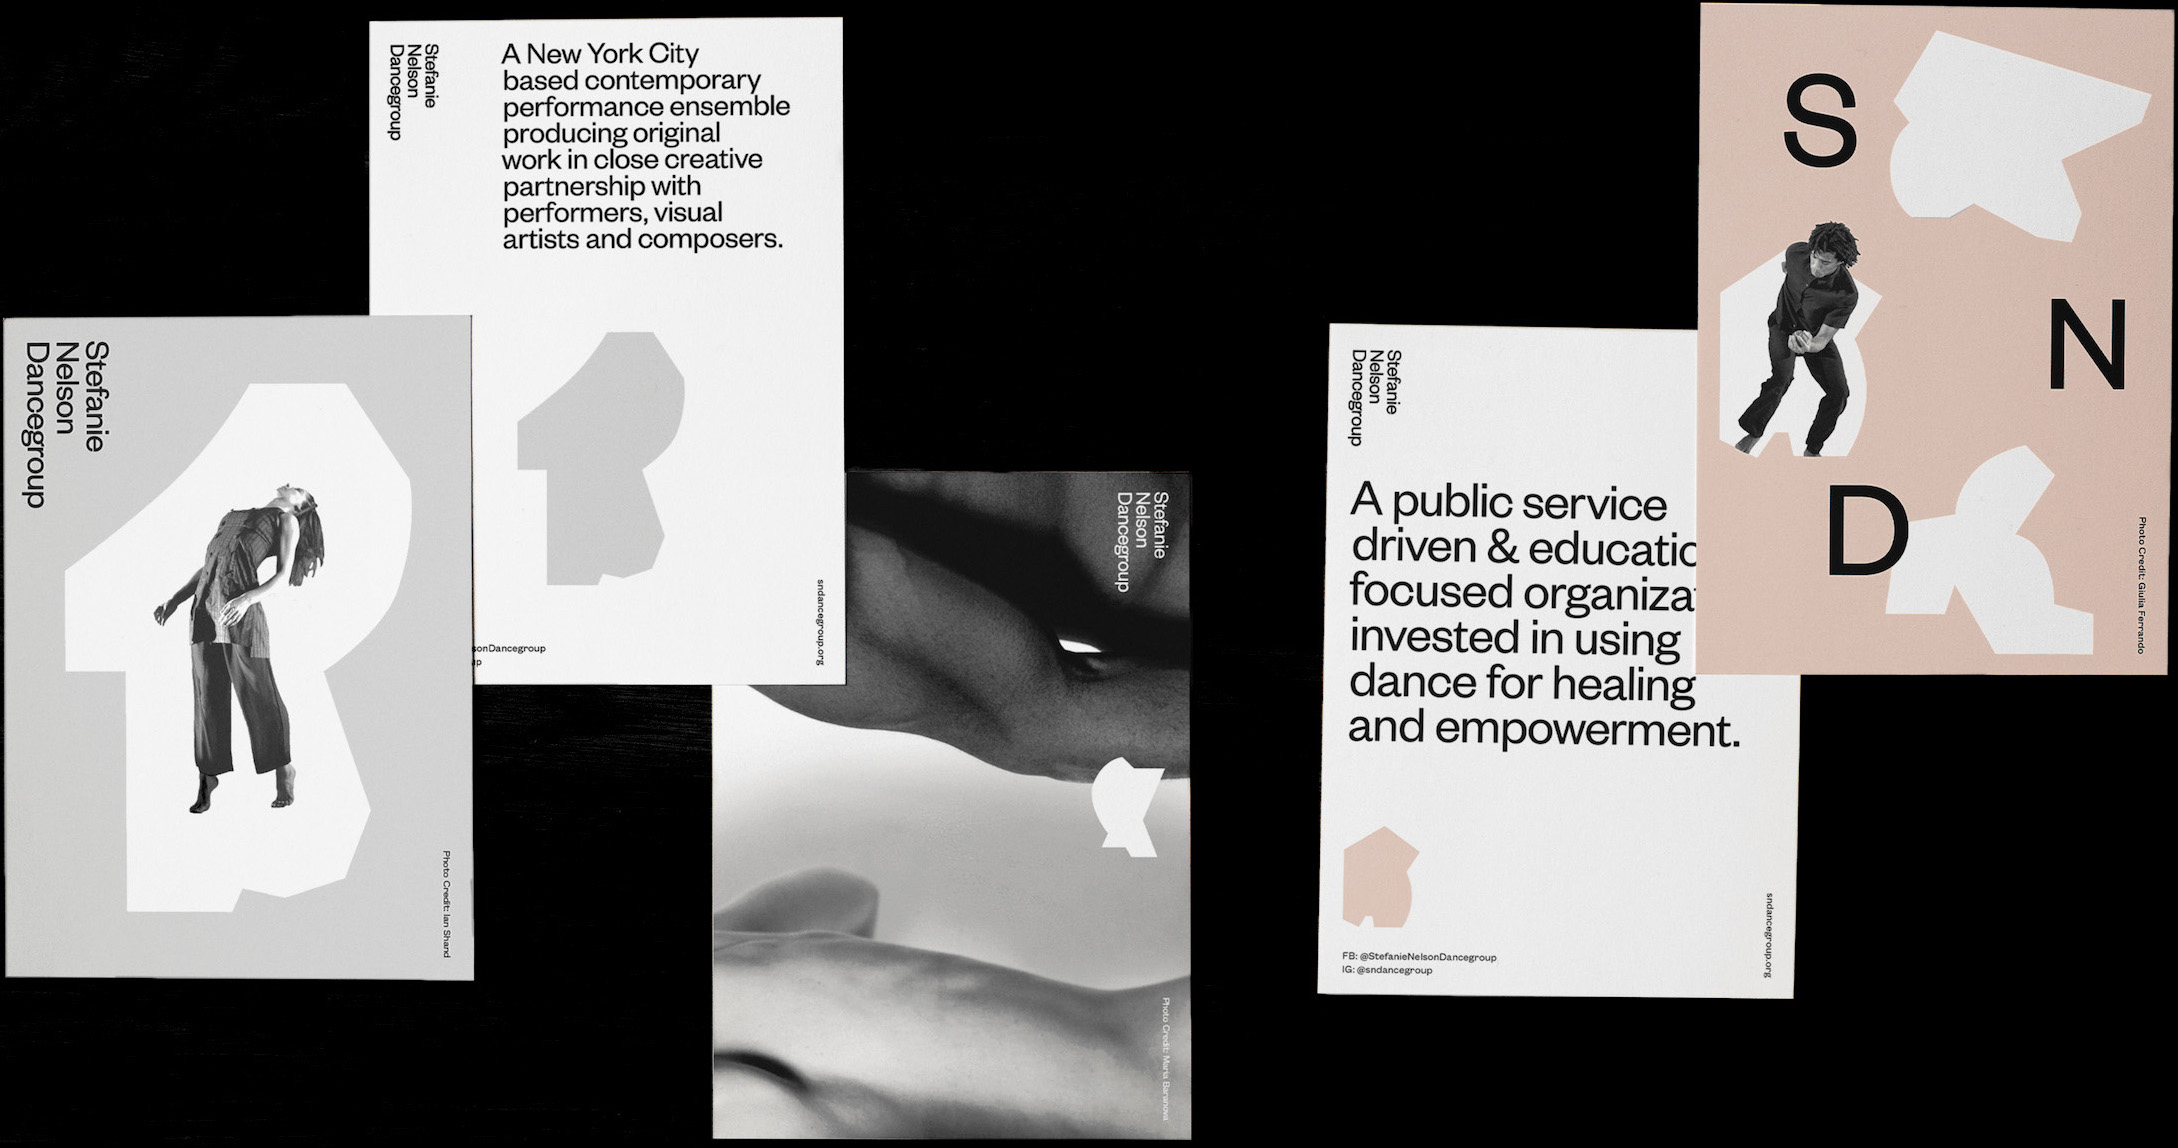 Stefanie
Nelson
Dancegroup
Photo Credit: Ian Shand
Stefanie
Nelson
Dancegroup
A New York City
based contemporary
performance ensemble
producing original
work in close creative
partnership with
performers, visual
artists and composers.
sonDancegroup
up
sndancegroup.org
Stefanie
Nelson
Dancegroup
Photo Credit: Maria Baranova
Stefanie
Nelson
Dancegroup
A public service
driven & educatio
focused organiza
invested in using
dance for healing
and empowerment.
FB: @StefanieNelsonDancegroup
IG: @sndancegroup
sndancegroup.org
S
N
D
Photo Credit: Giulia Ferrando